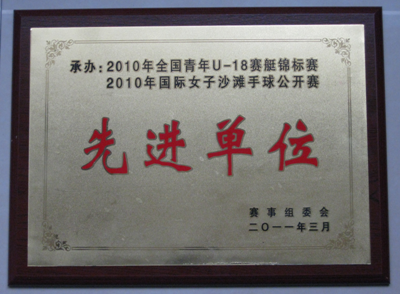 承办:2010年全国青年U-18赛艇锦标赛
2010年国际女子沙滩手球公开赛
先进单位
赛事组委会
二〇一一年三月